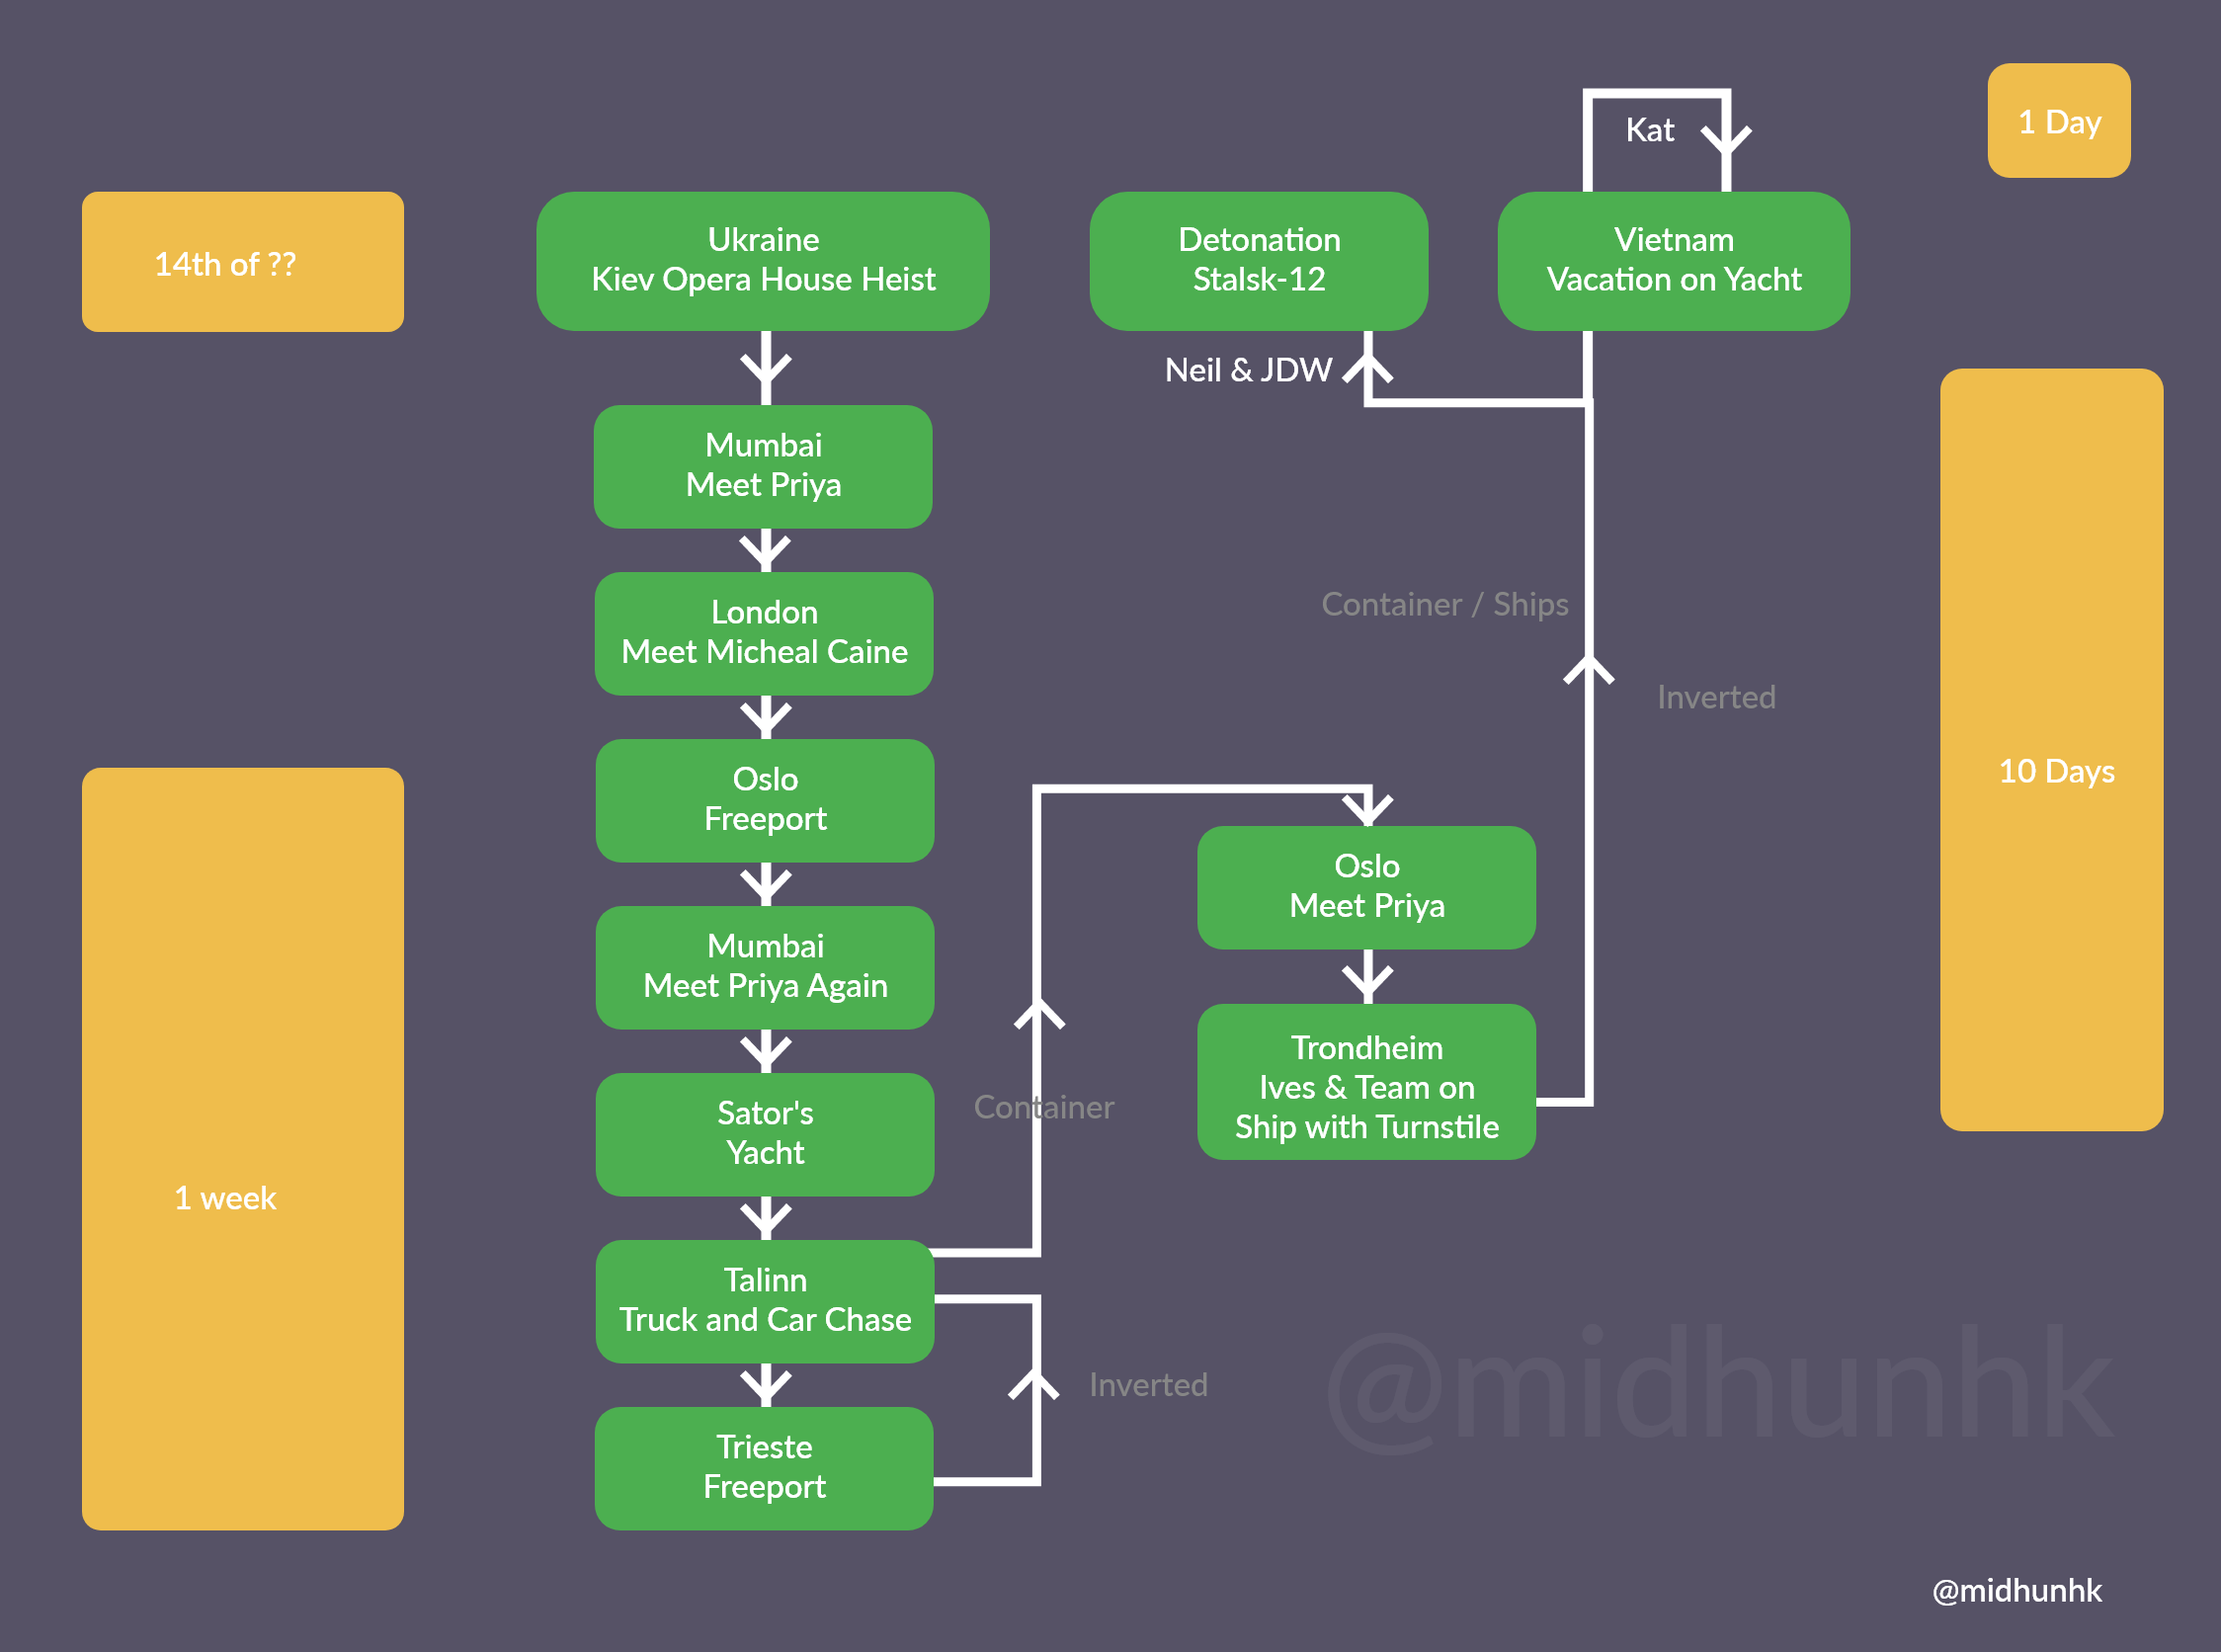 1 Day
Kat
14th of ??
Ukraine
Kiev Opera House Heist
Detonation
Stalsk-12
Vietnam
Vacation on Yacht
Neil & JDW
Mumbai
Meet Priya
London
Meet Micheal Caine
Container / Ships
Inverted
10 Days
Oslo
Freeport
Oslo
Meet Priya
Mumbai
Meet Priya Again
Trondheim
Ives & Team on
Ship with Turnstile
Container
Sator's
Yacht
1 week
Talinn
Truck and Car Chase
Inverted
Trieste
Freeport
@midhunhk
@midhunhk